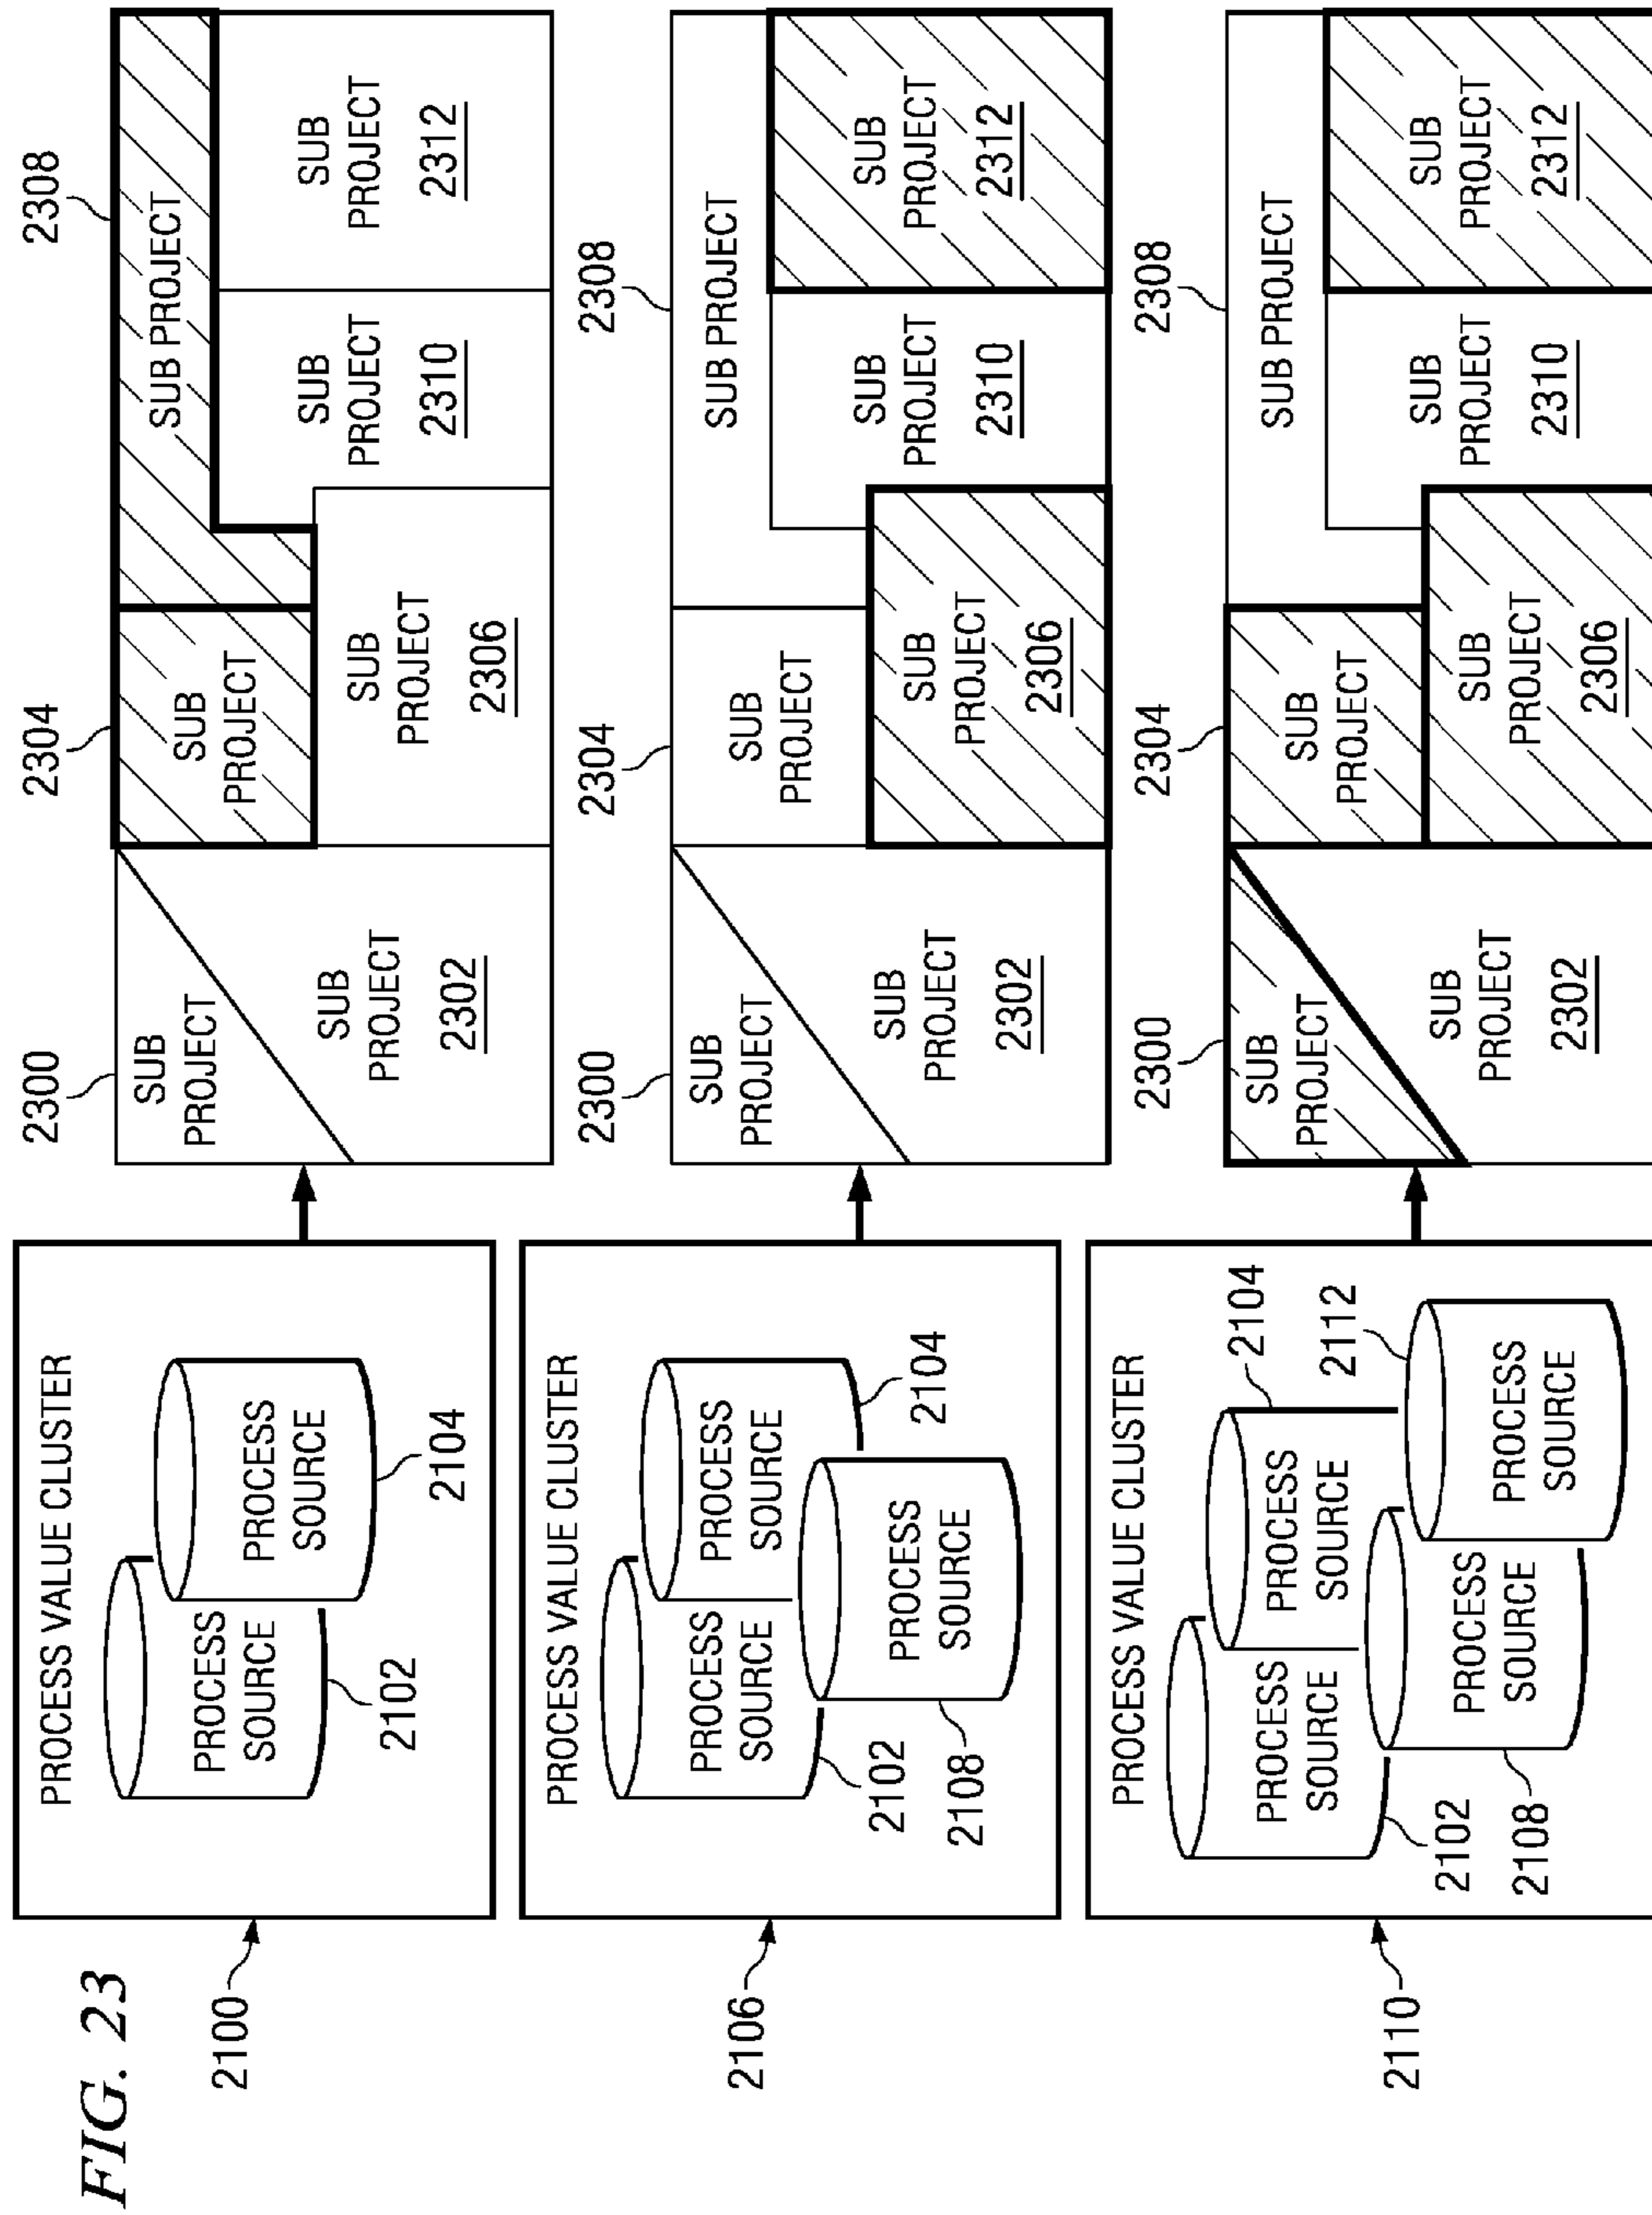 FIG. 23
2100
PROCESS VALUE CLUSTER
PROCESS
SOURCE
2102
PROCESS
SOURCE
2104
2300
SUB
PROJECT
SUB
PROJECT
2302
2304
SUB
PROJECT
SUB
PROJECT
2306
2308
SUB PROJECT
SUB
PROJECT
2310
SUB
PROJECT
2312
2106
PROCESS VALUE CLUSTER
PROCESS
SOURCE
2102
PROCESS
SOURCE
2104
PROCESS
SOURCE
2108
2300
SUB
PROJECT
SUB
PROJECT
2302
2304
SUB
PROJECT
SUB
PROJECT
2306
2308
SUB PROJECT
SUB
PROJECT
2310
SUB
PROJECT
2312
2110
PROCESS VALUE CLUSTER
PROCESS
SOURCE
2102
PROCESS
SOURCE
2104
PROCESS
SOURCE
2108
PROCESS
SOURCE
2112
2300
SUB
PROJECT
SUB
PROJECT
2302
2304
SUB
PROJECT
SUB
PROJECT
2306
2308
SUB PROJECT
SUB
PROJECT
2310
SUB
PROJECT
2312